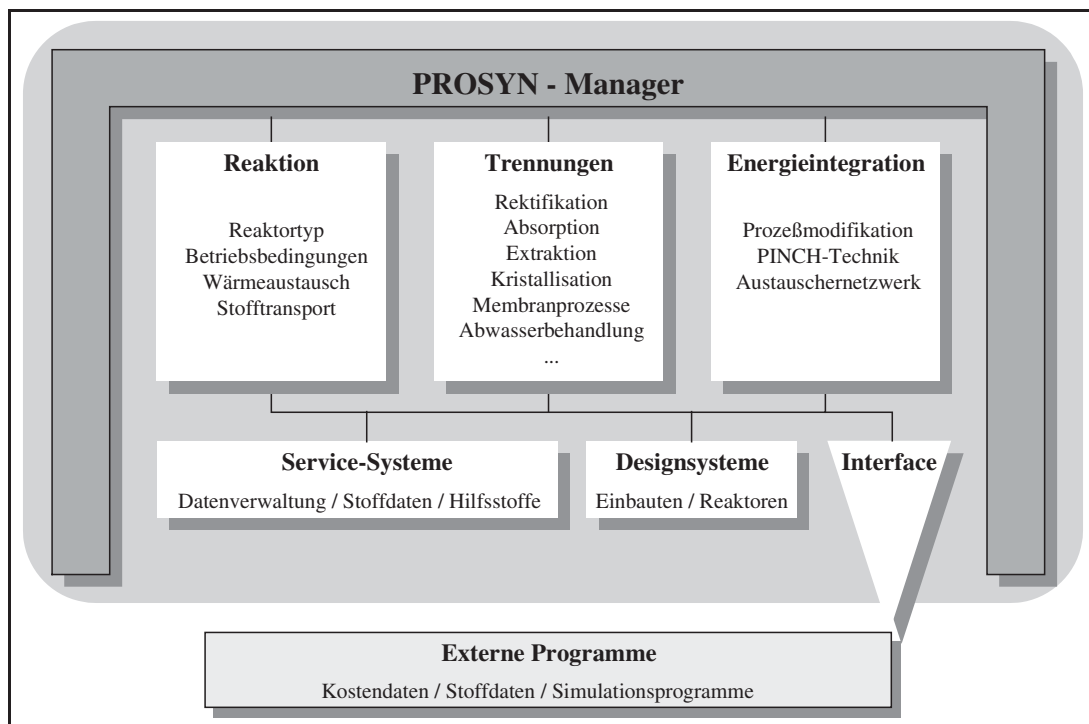 PROSYN - Manager
Reaktion
Reaktortyp
Betriebsbedingungen
Wärmeaustausch
Stofftransport
Trennungen
Rektifikation
Absorption
Extraktion
Kristallisation
Membranprozesse
Abwasserbehandlung
...
Energieintegration
Prozeßmodifikation
PINCH-Technik
Austauschernetzwerk
Service-Systeme
Datenverwaltung / Stoffdaten / Hilfsstoffe
Designsysteme
Einbauten / Reaktoren
Interface
Externe Programme
Kostendaten / Stoffdaten / Simulationsprogramme